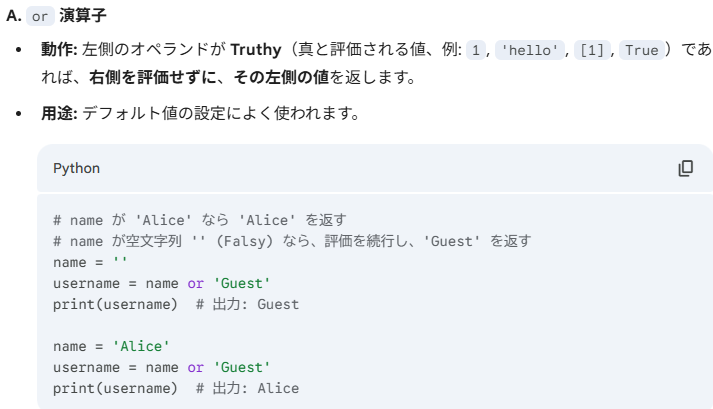 A. or 演算子
• 動作: 左側のオペランドが Truthy（真と評価される値、例: 1, 'hello', [1], True）であ
れば、右側を評価せずに、その左側の値を返します。
• 用途: デフォルト値の設定によく使われます。
Python
# name が 'Alice' なら 'Alice' を返す
# name が空文字列 '' (Falsy) なら、評価を続行し、'Guest' を返す
name = ''
username = name or 'Guest'
print(username)  # 出力: Guest

name = 'Alice'
username = name or 'Guest'
print(username)  # 出力: Alice